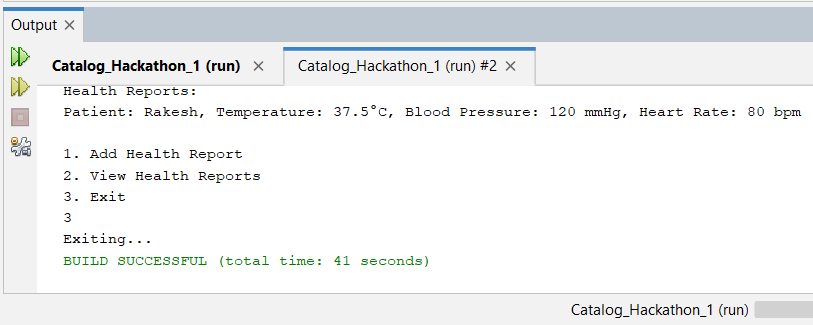 Output
Catalog_Hackathon_1 (run)
Catalog_Hackathon_1 (run) #2
Health Reports:
Patient: Rakesh, Temperature: 37.5°C, Blood Pressure: 120 mmHg, Heart Rate: 80 bpm
1. Add Health Report
2. View Health Reports
3. Exit
3
Exiting...
BUILD SUCCESSFUL (total time: 41 seconds)
Catalog_Hackathon_1 (run)